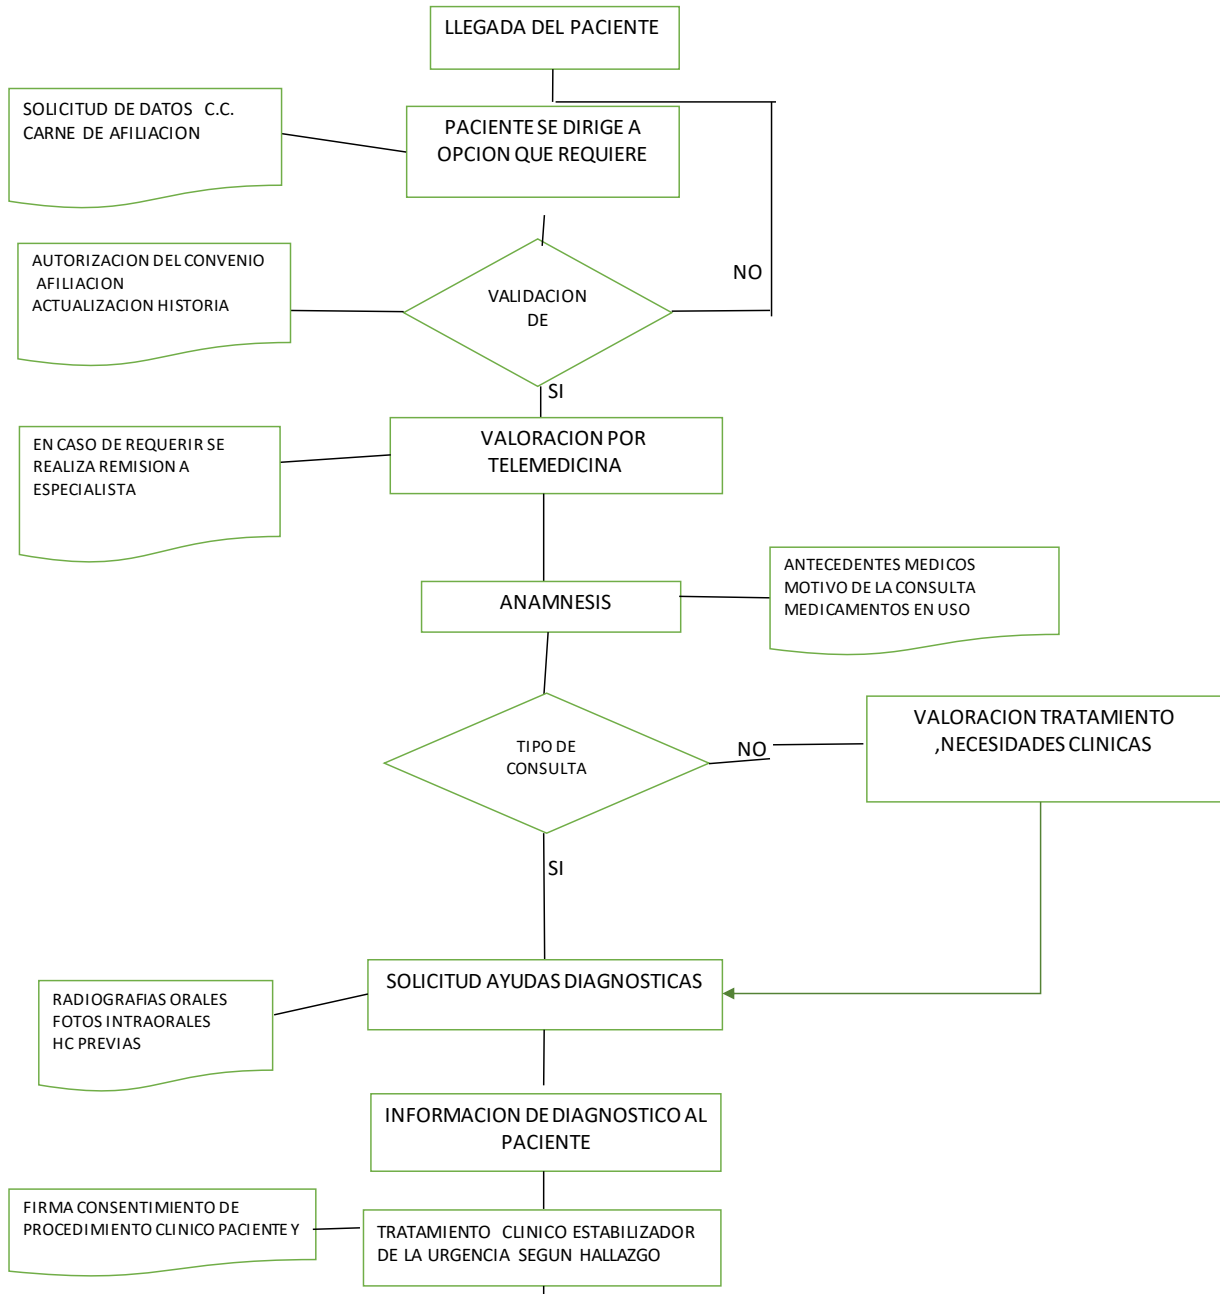 LLEGADA DEL PACIENTE
SOLICITUD DE DATOS C.C.
CARNE DE AFILIACION
PACIENTE SE DIRIGE A
OPCION QUE REQUIERE
AUTORIZACION DEL CONVENIO
AFILIACION
ACTUALIZACION HISTORIA
VALIDACION
DE
NO
SI
EN CASO DE REQUERIR SE
REALIZA REMISION A
ESPECIALISTA
VALORACION POR
TELEMEDICINA
ANAMNESIS
ANTECEDENTES MEDICOS
MOTIVO DE LA CONSULTA
MEDICAMENTOS EN USO
TIPO DE
CONSULTA
NO
VALORACION TRATAMIENTO
,NECESIDADES CLINICAS
SI
SOLICITUD AYUDAS DIAGNOSTICAS
RADIOGRAFIAS ORALES
FOTOS INTRAORALES
HC PREVIAS
INFORMACION DE DIAGNOSTICO AL
PACIENTE
FIRMA CONSENTIMIENTO DE
PROCEDIMIENTO CLINICO PACIENTE Y
TRATAMIENTO CLINICO ESTABILIZADOR
DE LA URGENCIA SEGUN HALLAZGO